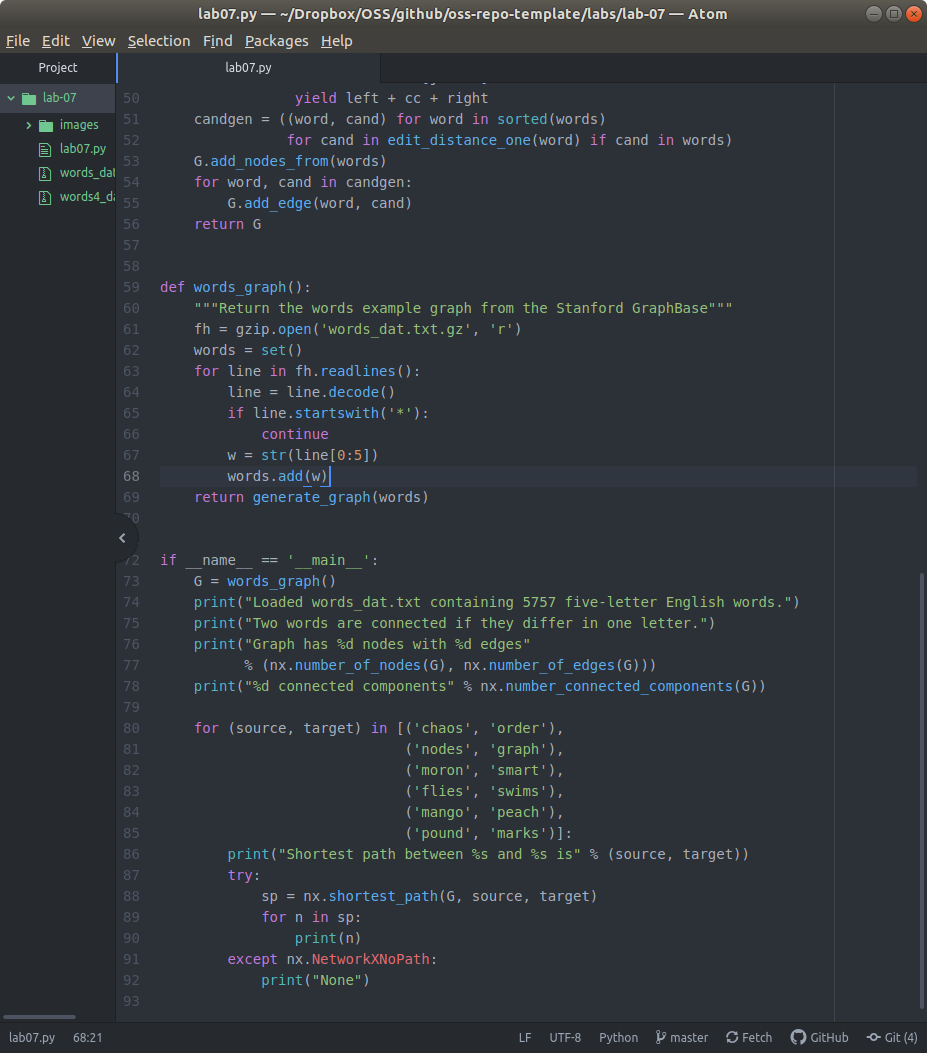 lab07.py — ~/Dropbox/OSS/github/oss-repo-template/labs/lab-07 — Atom
File Edit View Selection Find Packages Help
Project
lab07.py
lab-07
images
lab07.py
words_dat
words4_da
50 yield left + cc + right
51 candgen = ((word, cand) for word in sorted(words)
52 for cand in edit_distance_one(word) if cand in words)
53 G.add_nodes_from(words)
54 for word, cand in candgen:
55 G.add_edge(word, cand)
56 return G
57
58
59 def words_graph():
60 """Return the words example graph from the Stanford GraphBase"""
61 fh = gzip.open('words_dat.txt.gz', 'r')
62 words = set()
63 for line in fh.readlines():
64 line = line.decode()
65 if line.startswith('*'):
66 continue
67 w = str(line[0:5])
68 words.add(w)
69 return generate_graph(words)
70
72 if __name__ == '__main__':
73 G = words_graph()
74 print("Loaded words_dat.txt containing 5757 five-letter English words.")
75 print("Two words are connected if they differ in one letter.")
76 print("Graph has %d nodes with %d edges"
77 % (nx.number_of_nodes(G), nx.number_of_edges(G)))
78 print("%d connected components" % nx.number_connected_components(G))
79
80 for (source, target) in [('chaos', 'order'),
81 ('nodes', 'graph'),
82 ('moron', 'smart'),
83 ('flies', 'swims'),
84 ('mango', 'peach'),
85 ('pound', 'marks')]:
86 print("Shortest path between %s and %s is" % (source, target))
87 try:
88 sp = nx.shortest_path(G, source, target)
89 for n in sp:
90 print(n)
91 except nx.NetworkXNoPath:
92 print("None")
93
lab07.py 68:21 LF UTF-8 Python master Fetch GitHub Git (4)